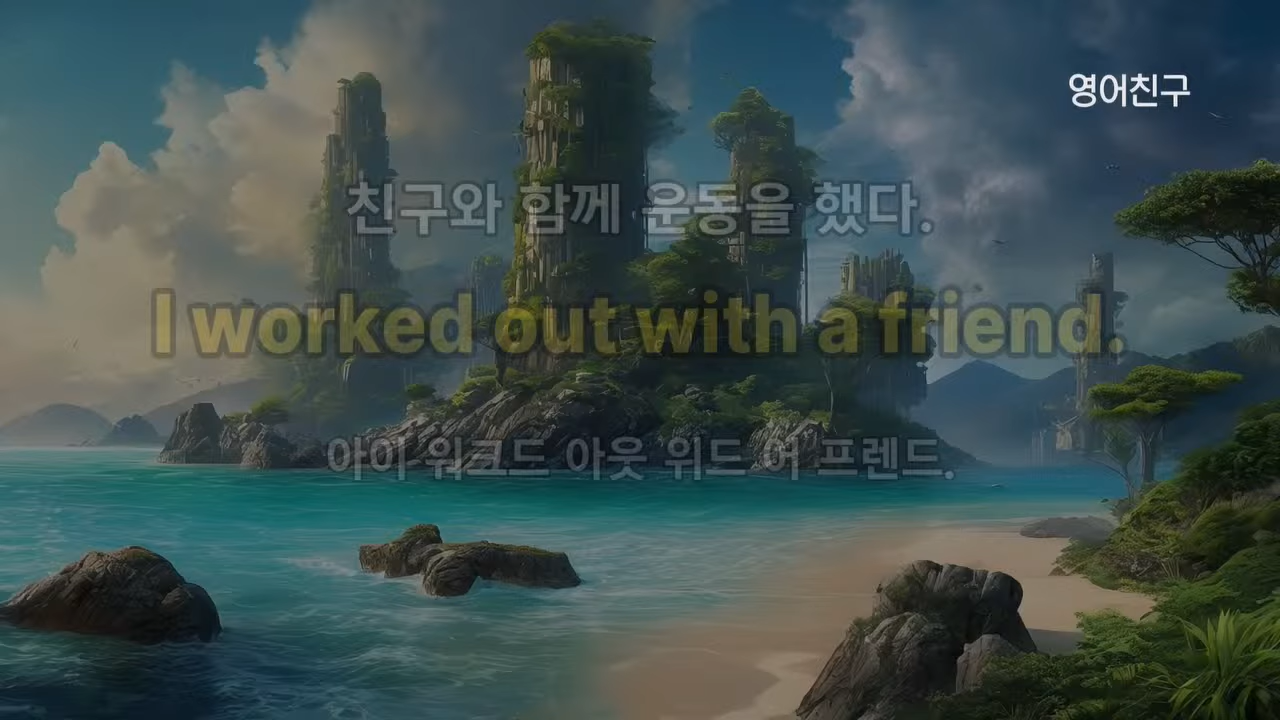 영어친구
친구와 함께 운동을 했다.
I worked out with a friend.
아이 워크드 아웃 위드 어 프렌드.